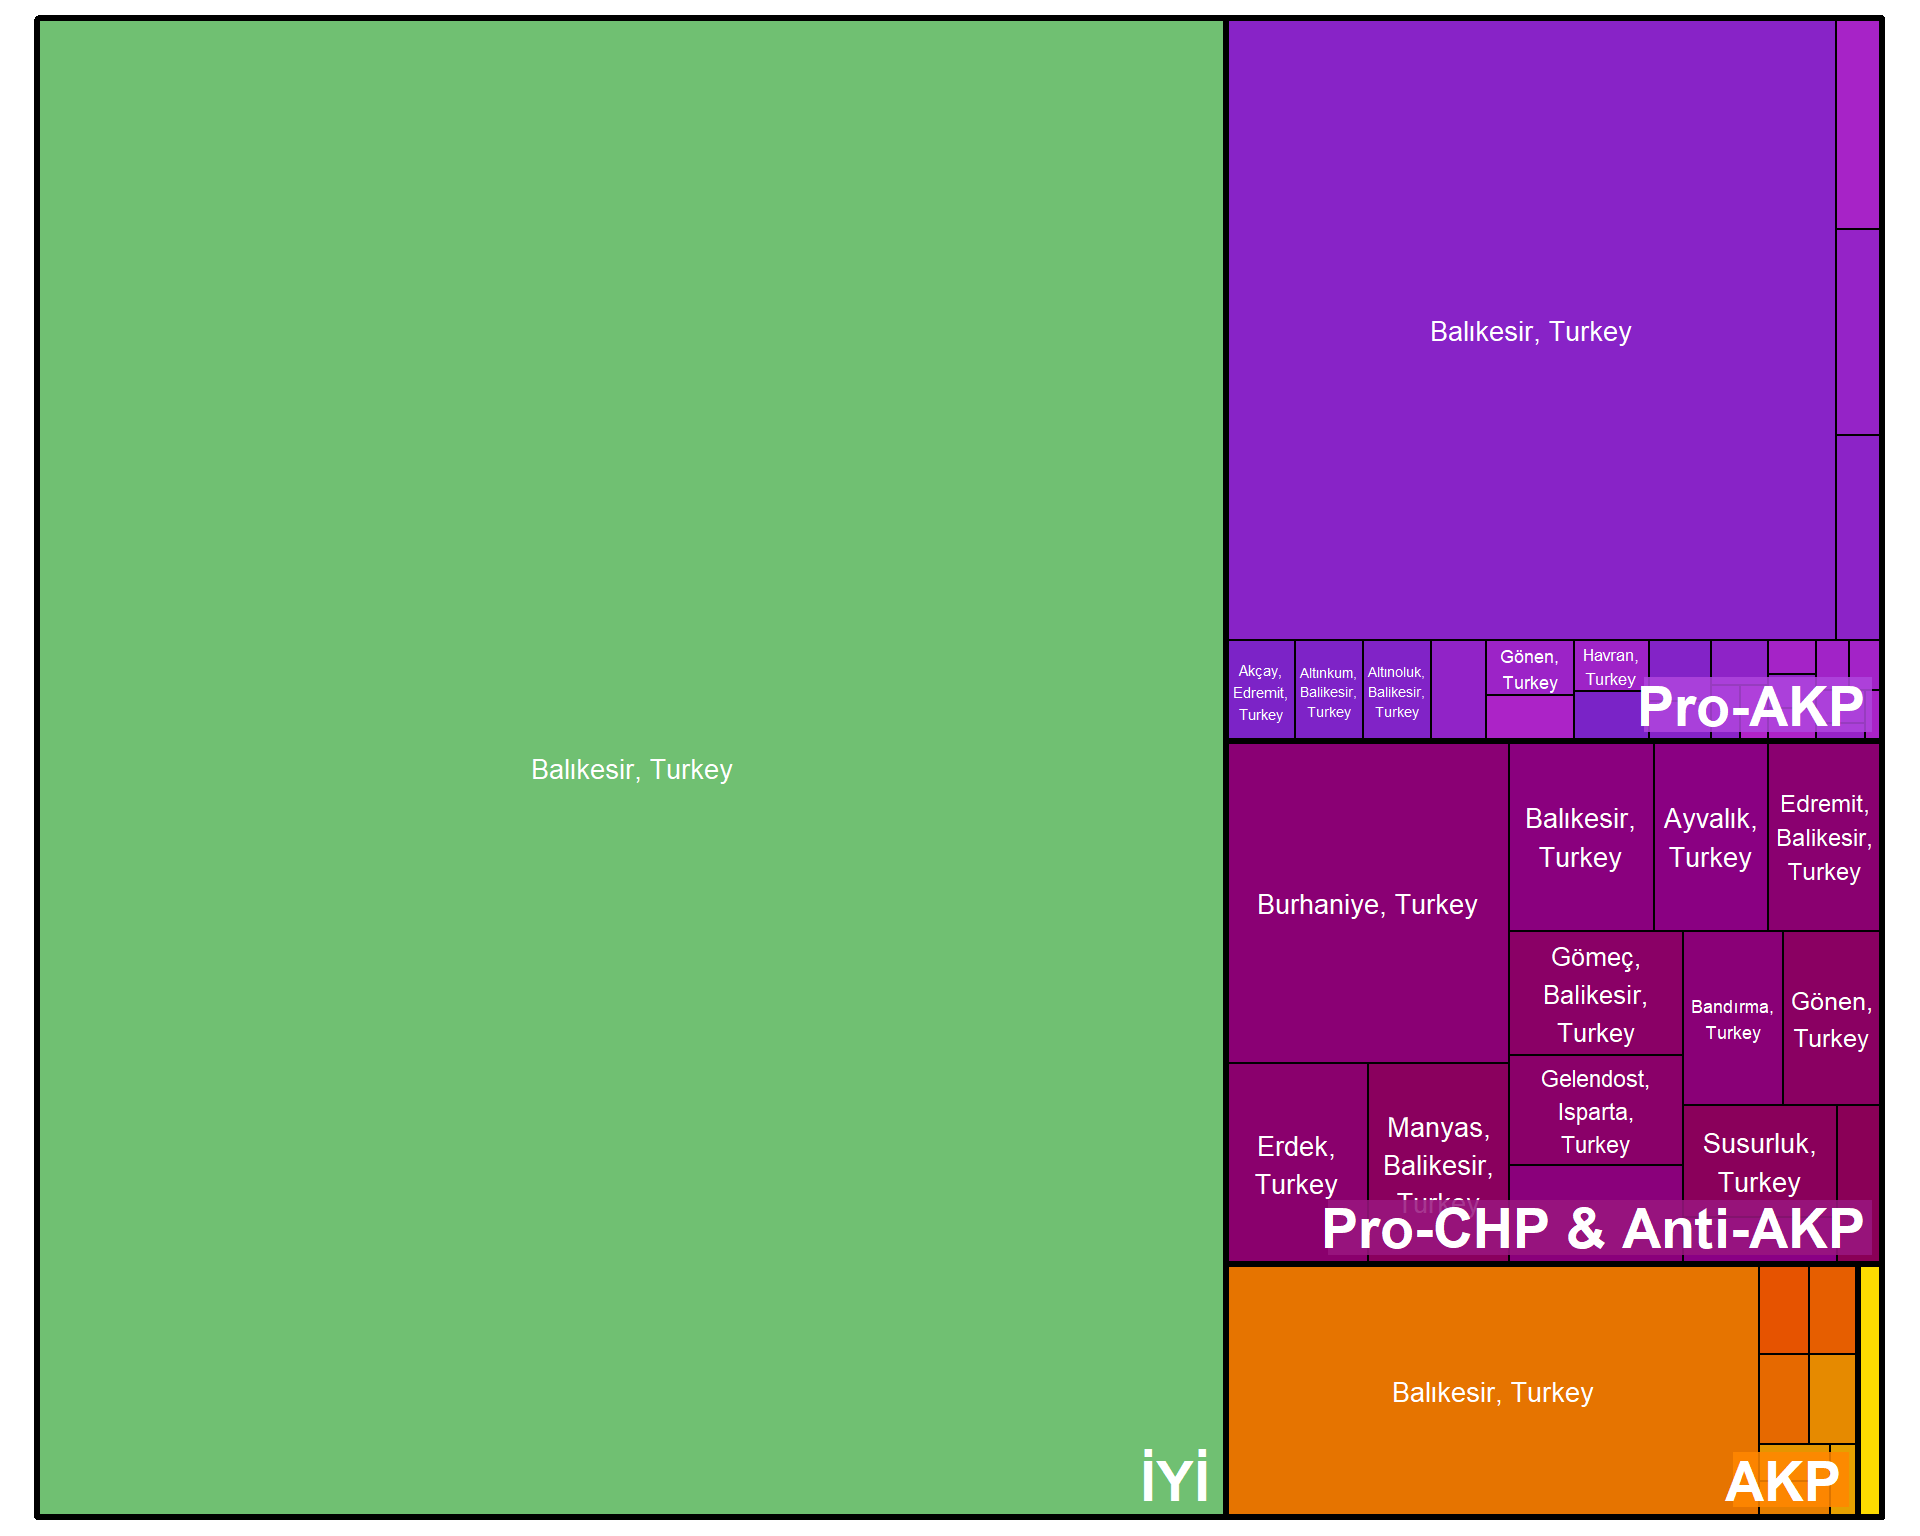 Balıkesir, Turkey
İYİ
Balıkesir, Turkey
Akçay,
Edremit,
Turkey
Altınkum,
Balikesir,
Turkey
Altınoluk,
Balikesir,
Turkey
Gönen,
Turkey
Havran,
Turkey
Pro-AKP
Burhaniye, Turkey
Balıkesir,
Turkey
Ayvalık,
Turkey
Edremit,
Balikesir,
Turkey
Gömeç,
Balikesir,
Turkey
Bandırma,
Turkey
Gönen,
Turkey
Erdek,
Turkey
Manyas,
Balikesir,
Turkey
Gelendost,
Isparta,
Turkey
Susurluk,
Turkey
Pro-CHP & Anti-AKP
Balıkesir, Turkey
AKP